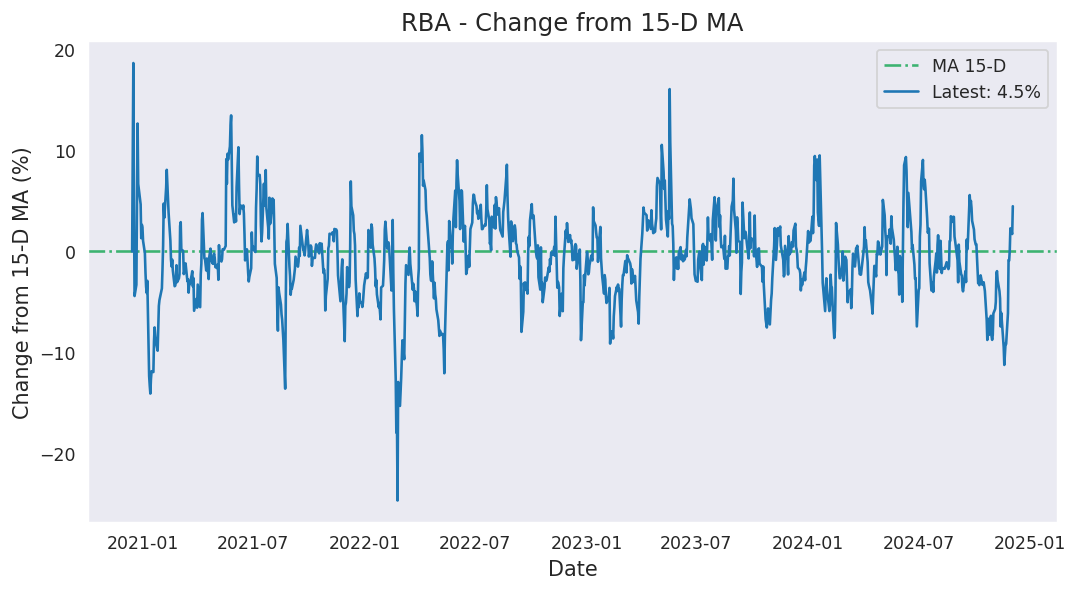 RBA - Change from 15-D MA
MA 15-D
Latest: 4.5%
Change from 15-D MA (%)
20
10
0
−10
−20
2021-01
2021-07
2022-01
2022-07
2023-01
2023-07
2024-01
2024-07
2025-01
Date